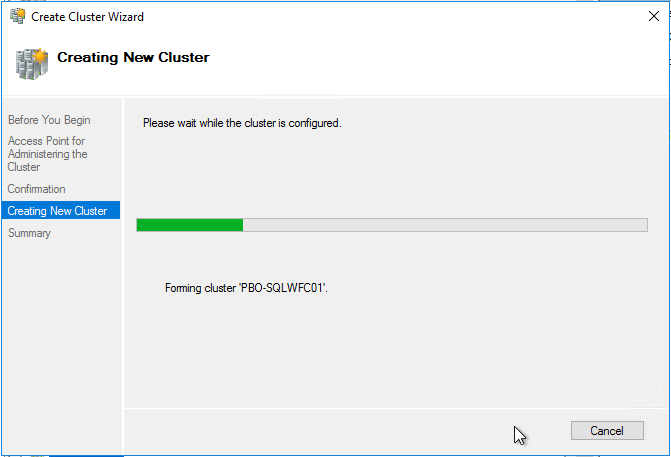 Create Cluster Wizard
Creating New Cluster
Before You Begin
Access Point for
Administering the
Cluster
Confirmation
Creating New Cluster
Summary
Please wait while the cluster is configured.
Forming cluster 'PBO-SQLWFC01'.
Cancel